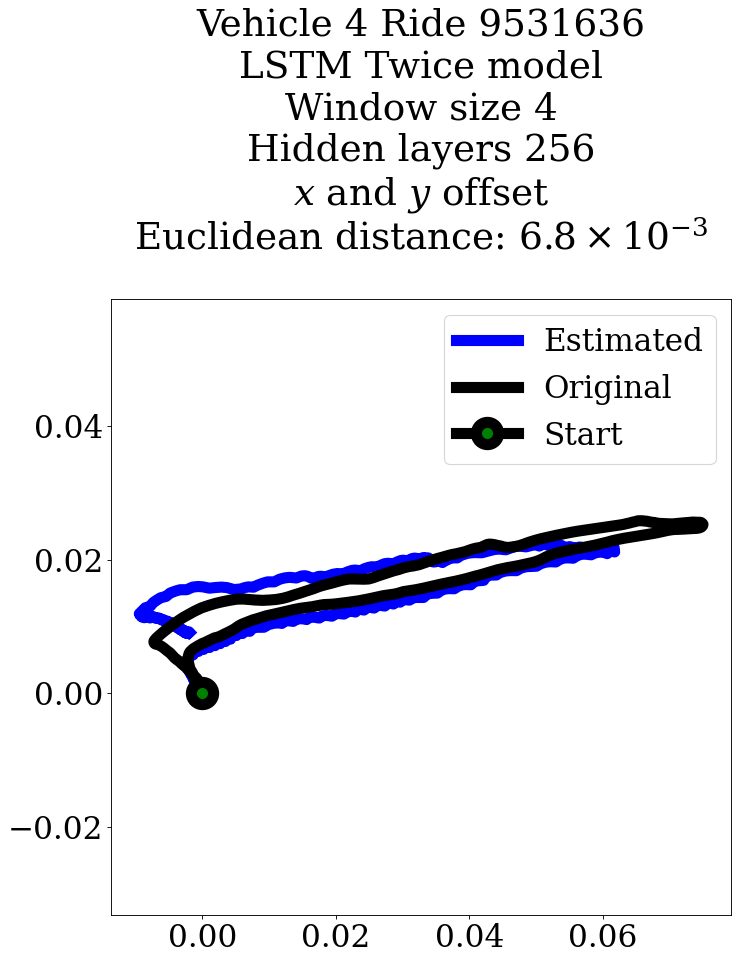 Vehicle 4 Ride 9531636
LSTM Twice model
Window size 4
Hidden layers 256
x and y offset
Euclidean distance: 6.8 × 10⁻³
Estimated
Original
Start
0.04
0.02
0.00
−0.02
0.00 0.02 0.04 0.06